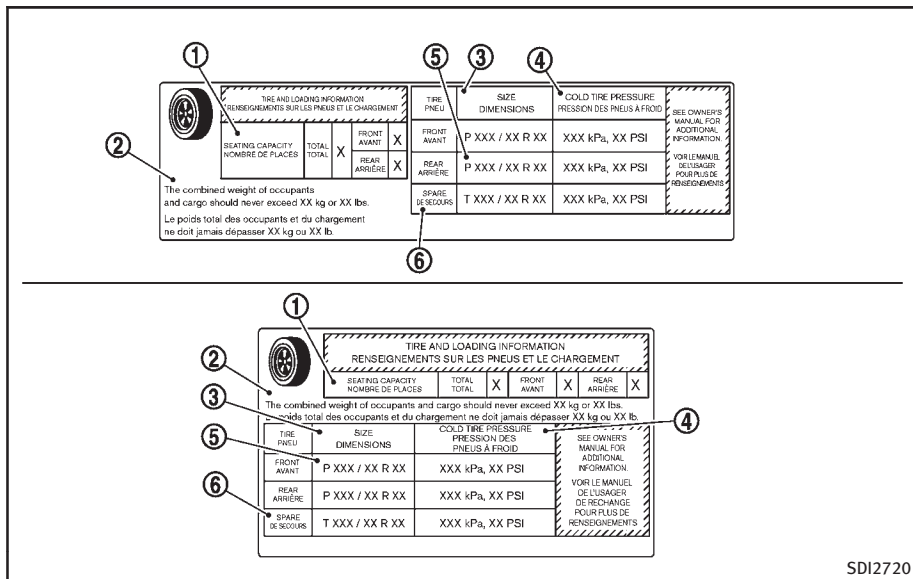 ① ⑤ ③ ④
TIRE AND LOADING INFORMATION
RENSEIGNEMENTS SUR LES PNEUS ET LE CHARGEMENT
SEATING CAPACITY
NOMBRE DE PLACES
TOTAL
TOTAL
X
FRONT
AVANT
X
REAR
ARRIÈRE
X
②
The combined weight of occupants
and cargo should never exceed XX kg or XX lbs.
Le poids total des occupants et du chargement
ne doit jamais dépasser XX kg ou XX lb.
TIRE
PNEU
SIZE
DIMENSIONS
COLD TIRE PRESSURE
PRESSION DES PNEUS À FROID
FRONT
AVANT
P XXX / XX R XX
XXX kPa, XX PSI
REAR
ARRIÈRE
P XXX / XX R XX
XXX kPa, XX PSI
SPARE
DE SECOURS
T XXX / XX R XX
XXX kPa, XX PSI
SEE OWNER'S
MANUAL FOR
ADDITIONAL
INFORMATION.
VOIR LE MANUEL
DE L'USAGER
POUR PLUS DE
RENSEIGNEMENTS
⑥
①
TIRE AND LOADING INFORMATION
RENSEIGNEMENTS SUR LES PNEUS ET LE CHARGEMENT
SEATING CAPACITY
NOMBRE DE PLACES
TOTAL
TOTAL
X
FRONT
AVANT
X
REAR
ARRIÈRE
X
②
The combined weight of occupants and cargo should never exceed XX kg or XX lbs.
poids total des occupants et du chargement ne doit jamais dépasser XX kg ou XX lb.
③
④
TIRE
PNEU
SIZE
DIMENSIONS
COLD TIRE PRESSURE
PRESSION DES
PNEUS À FROID
⑤
FRONT
AVANT
P XXX / XX R XX
XXX kPa, XX PSI
REAR
ARRIÈRE
P XXX / XX R XX
XXX kPa, XX PSI
⑥
SPARE
DE SECOURS
T XXX / XX R XX
XXX kPa, XX PSI
SEE OWNER'S
MANUAL FOR
ADDITIONAL
INFORMATION.
VOIR LE MANUEL
DE L'USAGER
DE RECHANGE
POUR PLUS DE
RENSEIGNEMENTS
SDI2720